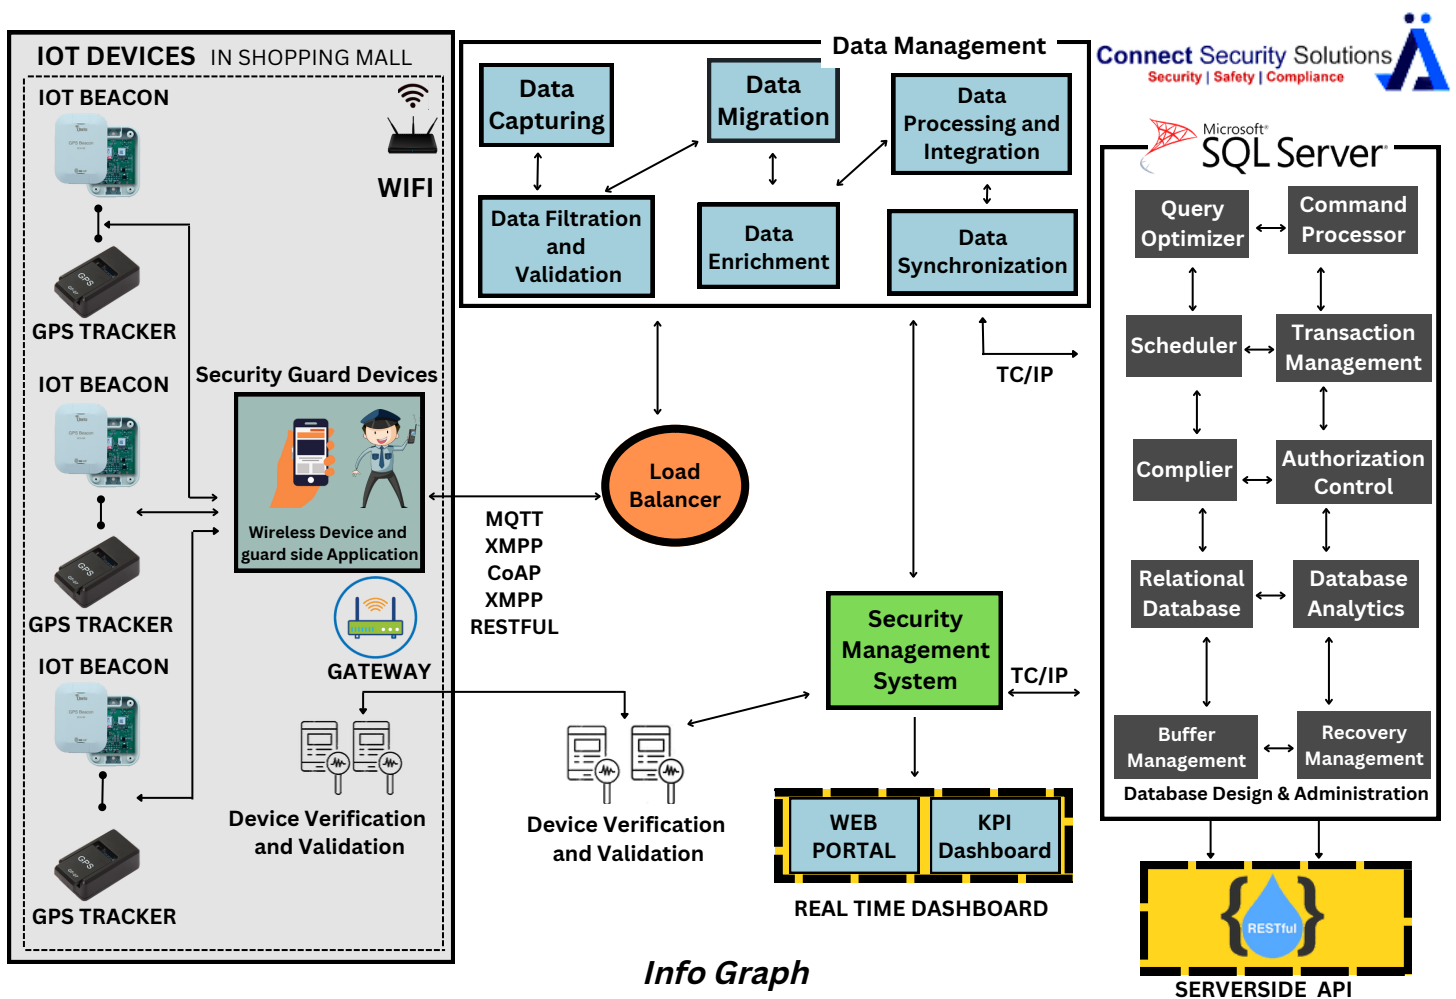 IOT DEVICES IN SHOPPING MALL
IOT BEACON
WIFI
GPS
GPS TRACKER
IOT BEACON
GPS
GPS TRACKER
IOT BEACON
GPS
GPS TRACKER
Security Guard Devices
Wireless Device and
guard side Application
GATEWAY
Device Verification
and Validation
Data Management
Data
Capturing
Data
Migration
Data
Processing and
Integration
Data Filtration
and
Validation
Data
Enrichment
Data
Synchronization
TC/IP
Load
Balancer
MQTT
XMPP
CoAP
XMPP
RESTFUL
Security
Management
System
TC/IP
Device Verification
and Validation
WEB
PORTAL
KPI
Dashboard
REAL TIME DASHBOARD
Info Graph
Connect Security Solutions
Security | Safety | Compliance
Microsoft®
SQL Server®
Query
Optimizer
Command
Processor
Scheduler
Transaction
Management
Complier
Authorization
Control
Relational
Database
Database
Analytics
Buffer
Management
Recovery
Management
Database Design & Administration
{ RESTful }
SERVERSIDE API